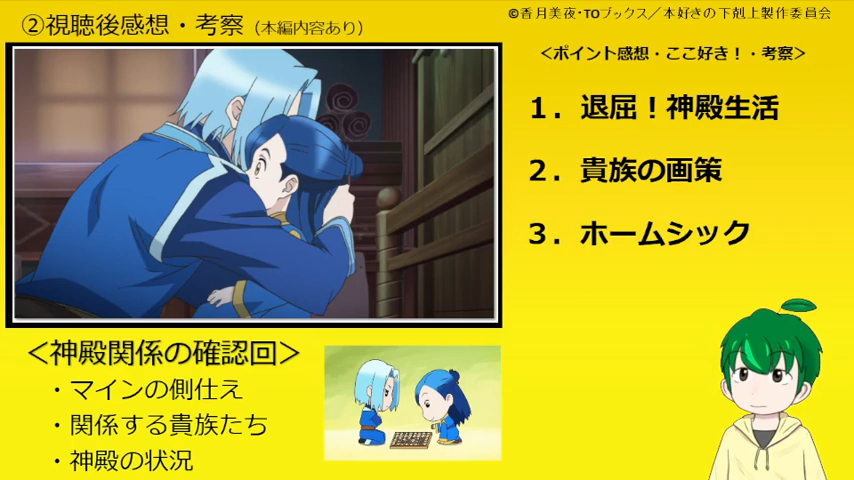 ②視聴後感想・考察（本編内容あり）
©香月美夜・TOブックス／本好きの下剋上製作委員会
＜ポイント感想・ここ好き！・考察＞
１．退屈！神殿生活
２．貴族の画策
３．ホームシック
＜神殿関係の確認回＞
・マインの側仕え
・関係する貴族たち
・神殿の状況